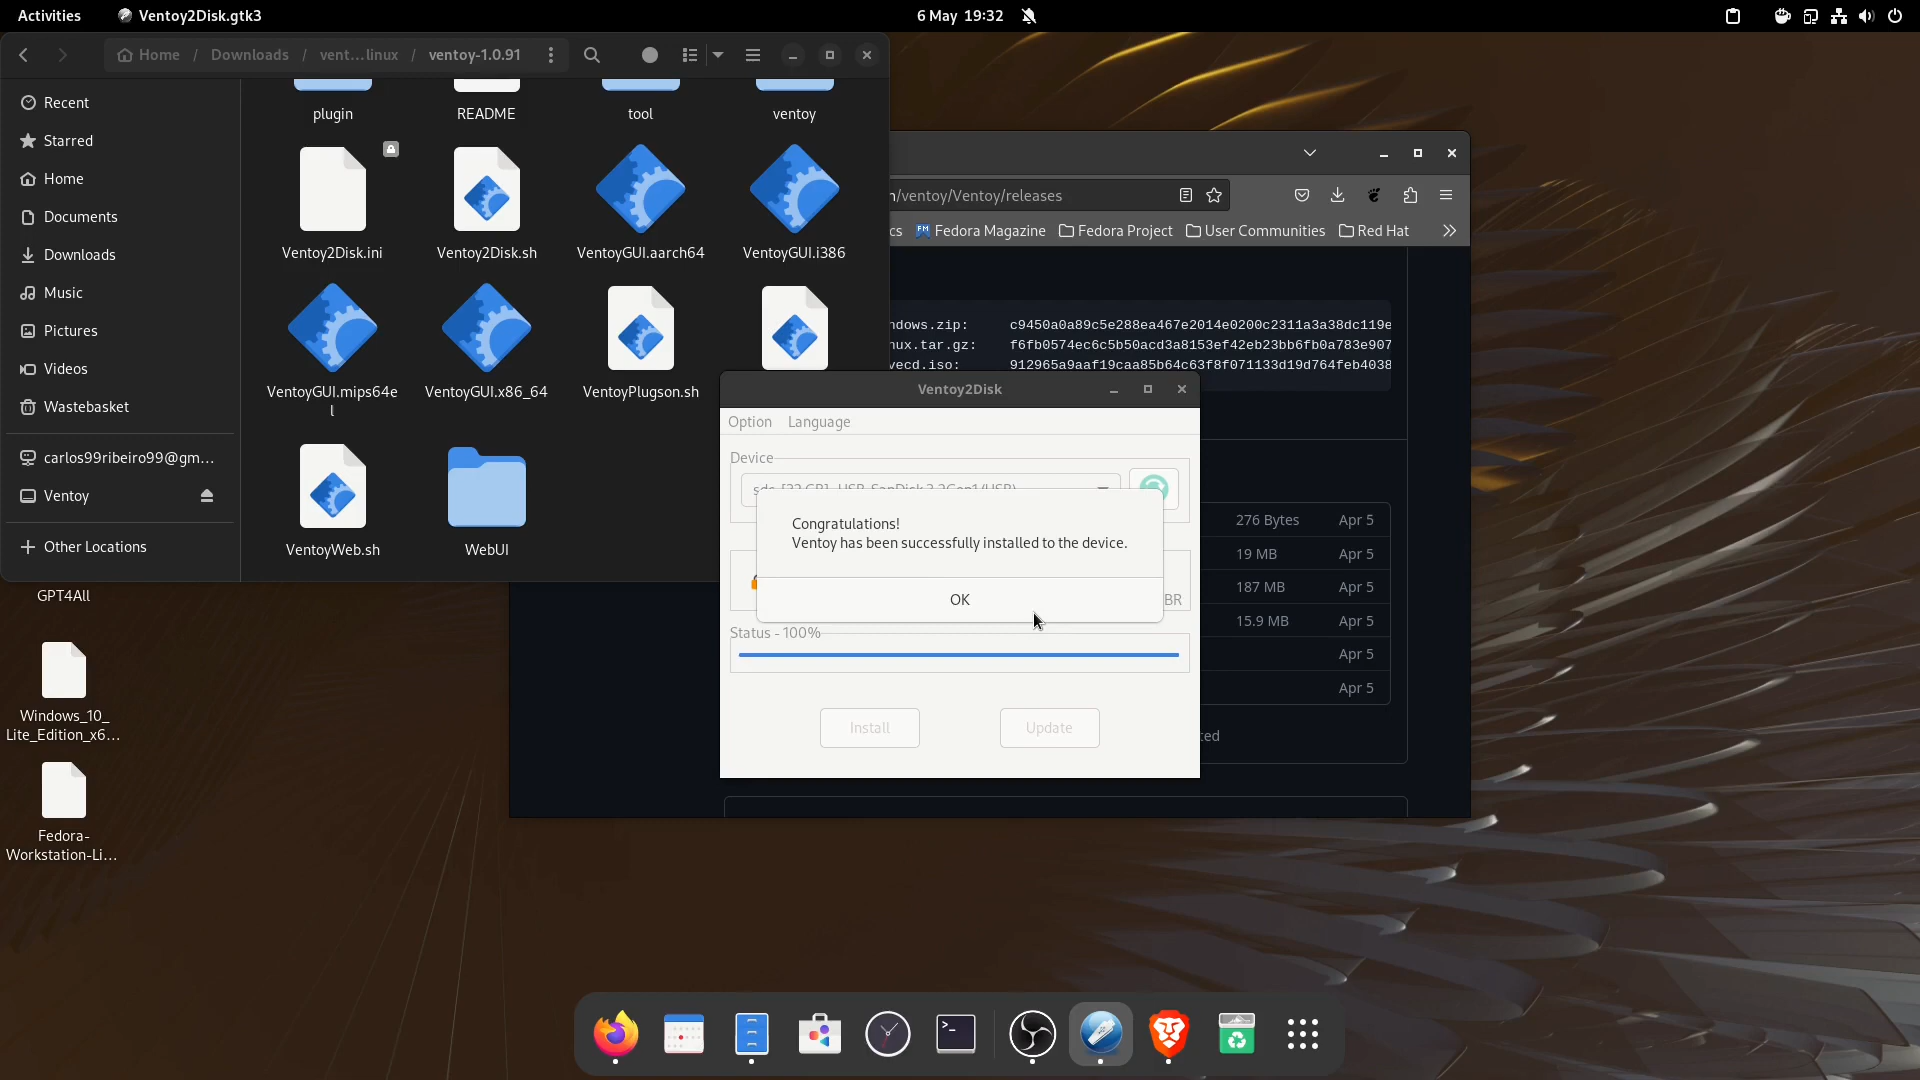 Activities
Ventoy2Disk.gtk3
6 May 19:32
Home / Downloads / vent…linux / ventoy-1.0.91
Recent
Starred
Home
Documents
Downloads
Music
Pictures
Videos
Wastebasket
carlos99ribeiro99@gm…
Ventoy
Other Locations
plugin
README
tool
ventoy
Ventoy2Disk.ini
Ventoy2Disk.sh
VentoyGUI.aarch64
VentoyGUI.i386
VentoyGUI.mips64e
l
VentoyGUI.x86_64
VentoyPlugson.sh
VentoyWeb.sh
WebUI
/ventoy/Ventoy/releases
cs
Fedora Magazine
Fedora Project
User Communities
Red Hat
ndows.zip: c9450a0a89c5e288ea467e2014e0200c2311a3a38dc119e
nux.tar.gz: f6fb0574ec6c5b50acd3a8153ef42eb23bb6fb0a783e907
vecd.iso: 912965a9aaf19caa85b64c63f8f071133d19d764feb4038
276 Bytes Apr 5
19 MB Apr 5
187 MB Apr 5
15.9 MB Apr 5
Apr 5
Apr 5
ted
Ventoy2Disk
Option
Language
Device
Congratulations!
Ventoy has been successfully installed to the device.
OK
BR
Status - 100%
Install
Update
GPT4All
Windows_10_
Lite_Edition_x6…
Fedora-
Workstation-Li…